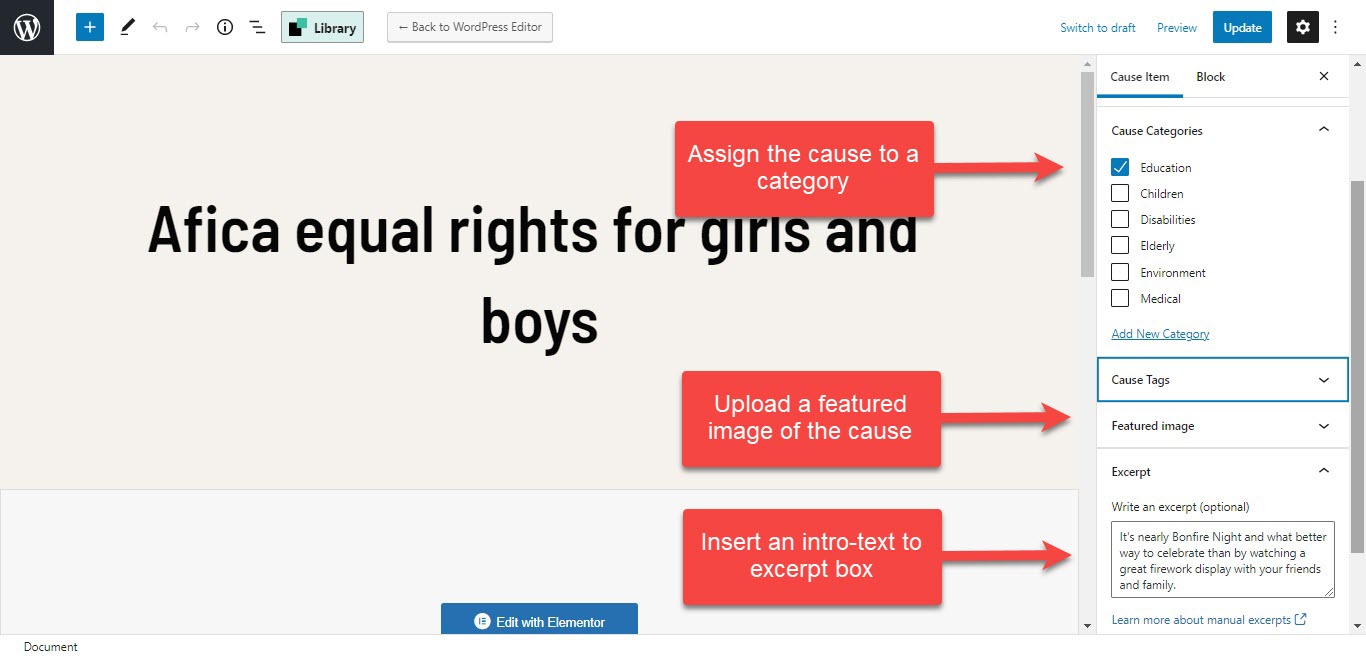 Library
← Back to WordPress Editor
Switch to draft
Preview
Update
Cause Item
Block
Assign the cause to a
category
Afica equal rights for girls and
boys
Upload a featured
image of the cause
Insert an intro-text to
excerpt box
Edit with Elementor
Cause Categories
Education
Children
Disabilities
Elderly
Environment
Medical
Add New Category
Cause Tags
Featured image
Excerpt
Write an excerpt (optional)
It's nearly Bonfire Night and what better
way to celebrate than by watching a
great firework display with your friends
and family.
Learn more about manual excerpts
Document